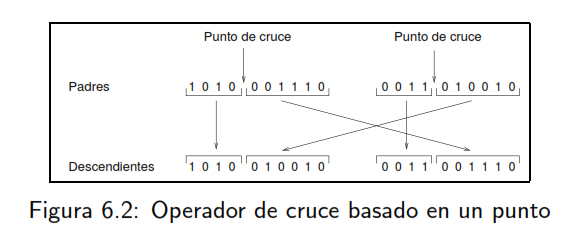 Punto de cruce Punto de cruce
Padres 1 0 1 0 0 0 1 1 1 0 0 0 1 1 0 1 0 0 1 0
Descendientes 1 0 1 0 0 1 0 0 1 0 0 0 1 1 0 0 1 1 1 0
Figura 6.2: Operador de cruce basado en un punto